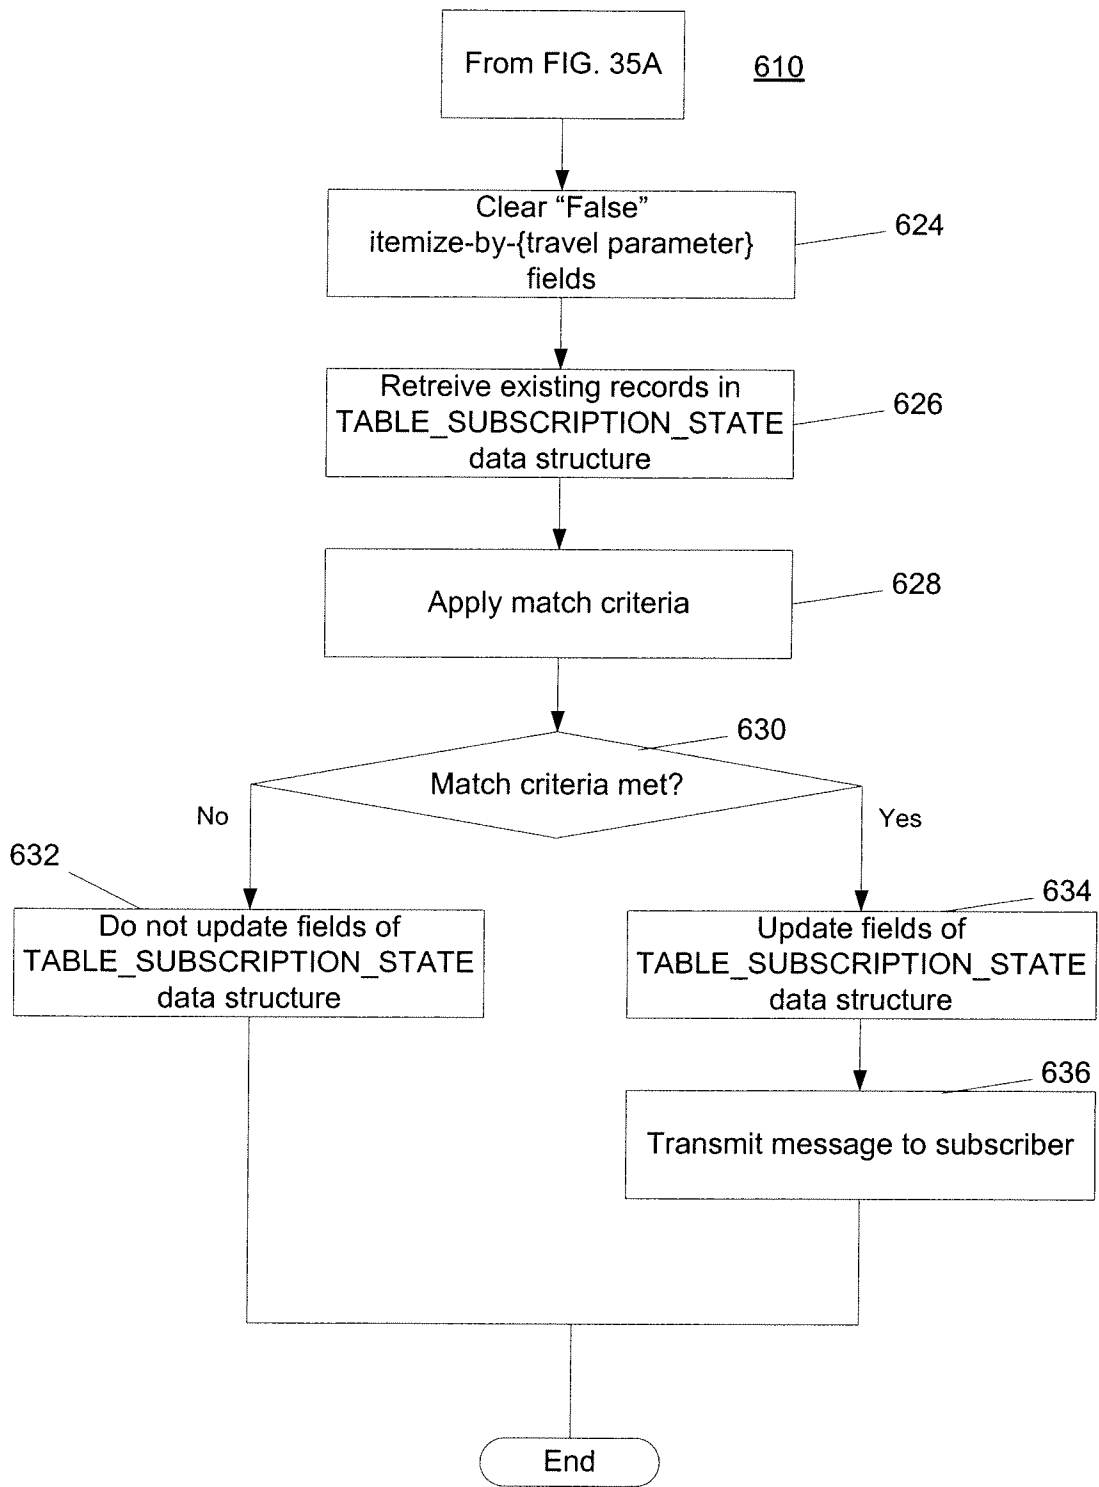 From FIG. 35A
610
Clear “False”
itemize-by-{travel parameter}
fields
624
Retreive existing records in
TABLE_SUBSCRIPTION_STATE
data structure
626
Apply match criteria
628
630
Match criteria met?
No
Yes
632
Do not update fields of
TABLE_SUBSCRIPTION_STATE
data structure
634
Update fields of
TABLE_SUBSCRIPTION_STATE
data structure
636
Transmit message to subscriber
End